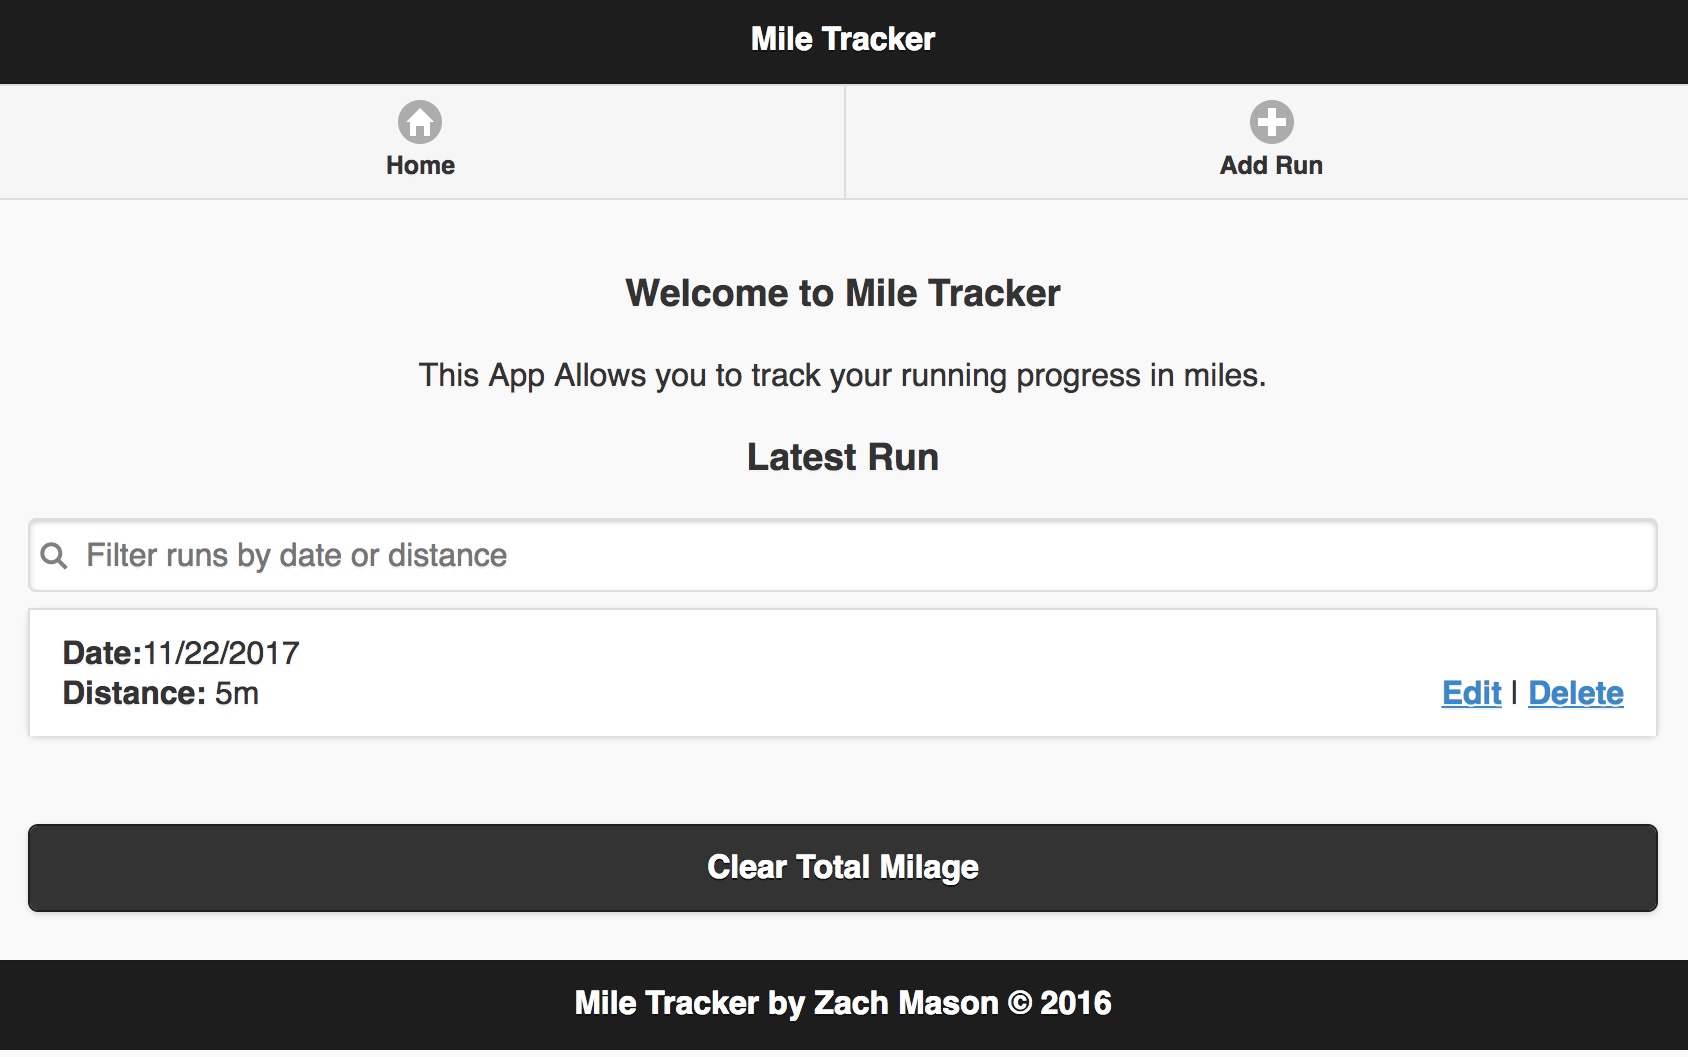 Mile Tracker
Home
Add Run
Welcome to Mile Tracker
This App Allows you to track your running progress in miles.
Latest Run
Filter runs by date or distance
Date:11/22/2017
Distance: 5m
Edit | Delete
Clear Total Milage
Mile Tracker by Zach Mason © 2016